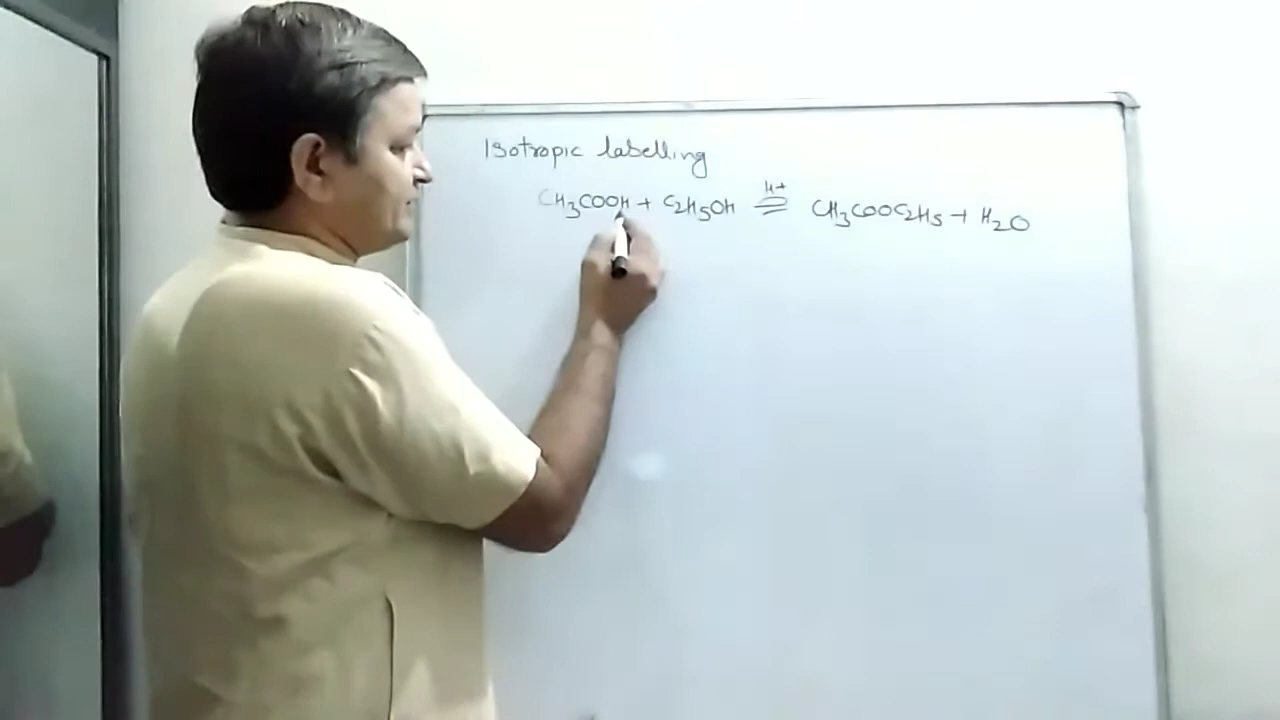 Isotropic labelling
H+
CH3COOH + C2H5OH ⇌ CH3COOC2H5 + H2O